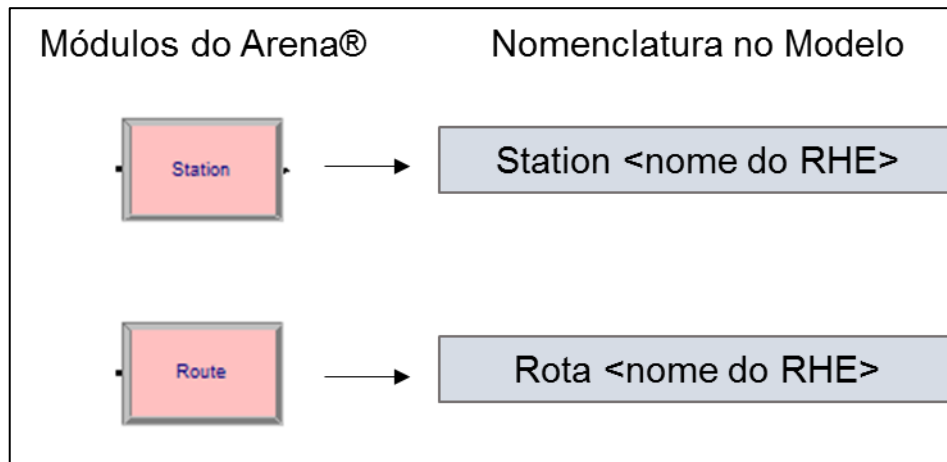 Módulos do Arena®
Nomenclatura no Modelo
Station
Station <nome do RHE>
Route
Rota <nome do RHE>